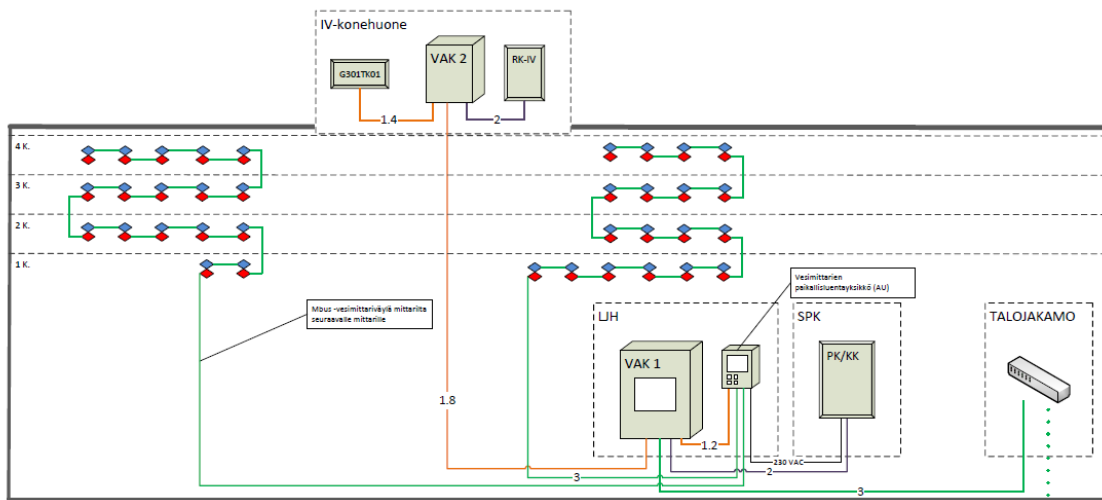 IV-konehuone
VAK 2
RK-IV
G301TK01
1.4
2
4 K.
3 K.
2 K.
1 K.
Vesimittarien
paikallisluentayksikkö (AU)
Mbus -vesimittariväylä mittarilta
seuraavalle mittarille
LJH
SPK
TALOJAKAMO
VAK 1
PK/KK
1.8
1.2
230 VAC
2
3
3